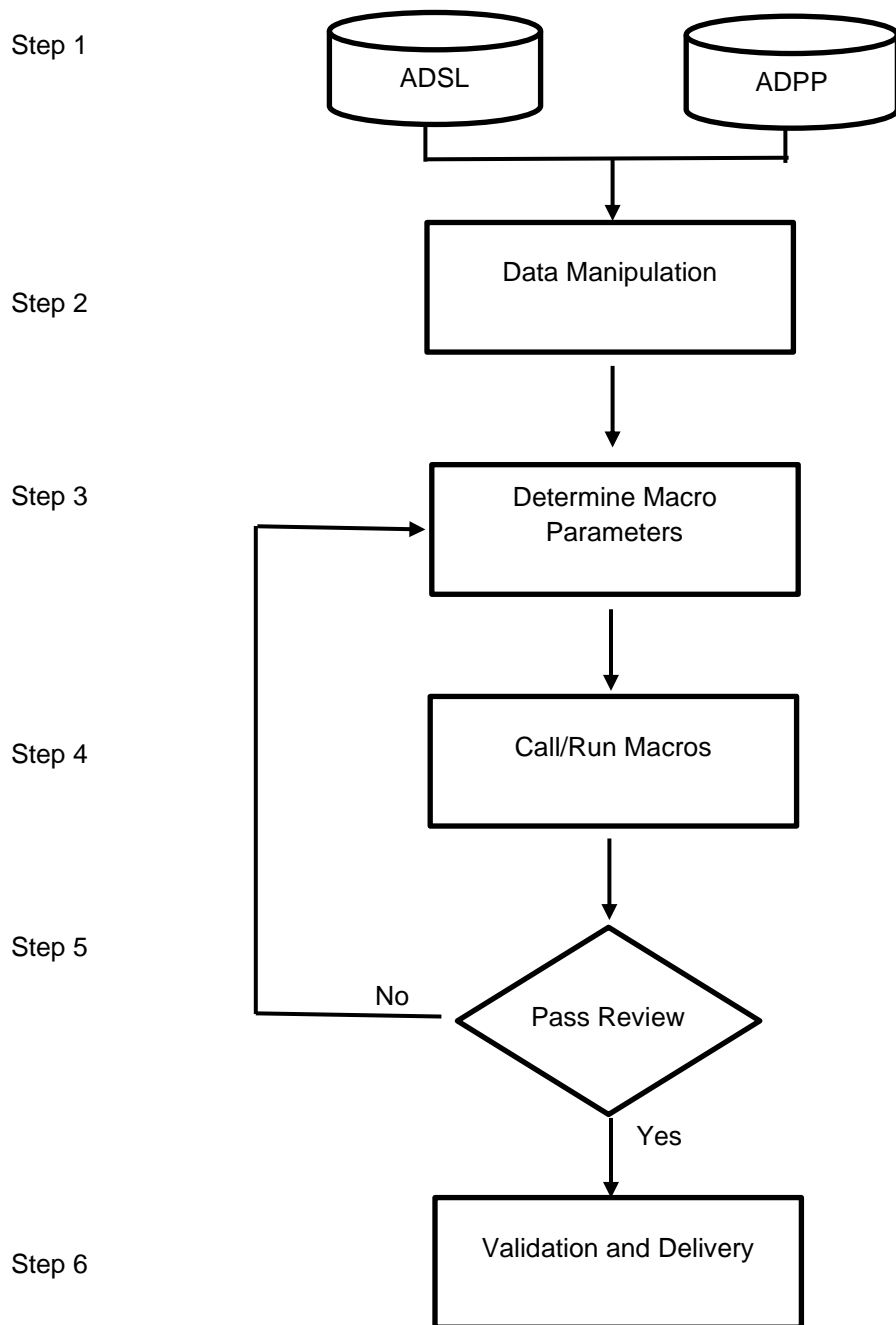 Step 1
ADSL
ADPP
Data Manipulation
Step 2
Step 3
Determine Macro
Parameters
Call/Run Macros
Step 4
Step 5
No
Pass Review
Yes
Validation and Delivery
Step 6